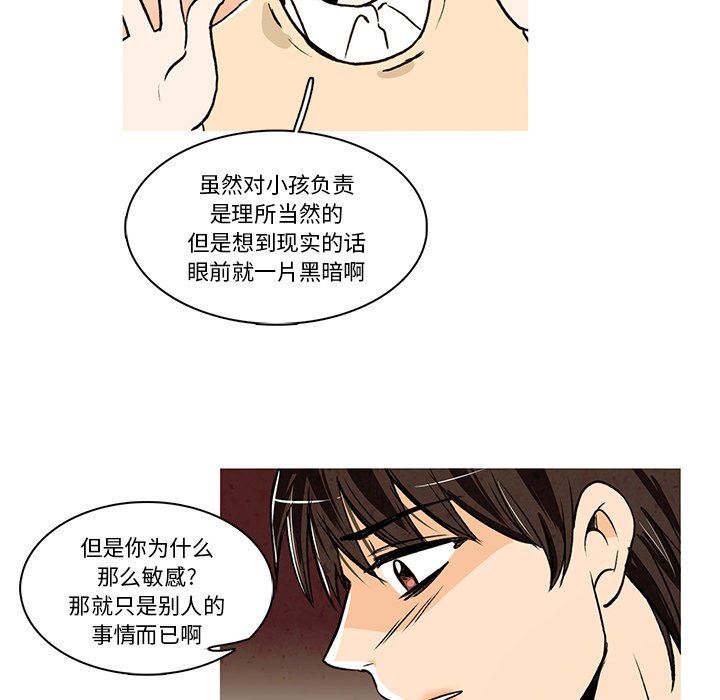 虽然对小孩负责
是理所当然的
但是想到现实的话
眼前就一片黑暗啊
但是你为什么
那么敏感?
那就只是别人的
事情而已啊